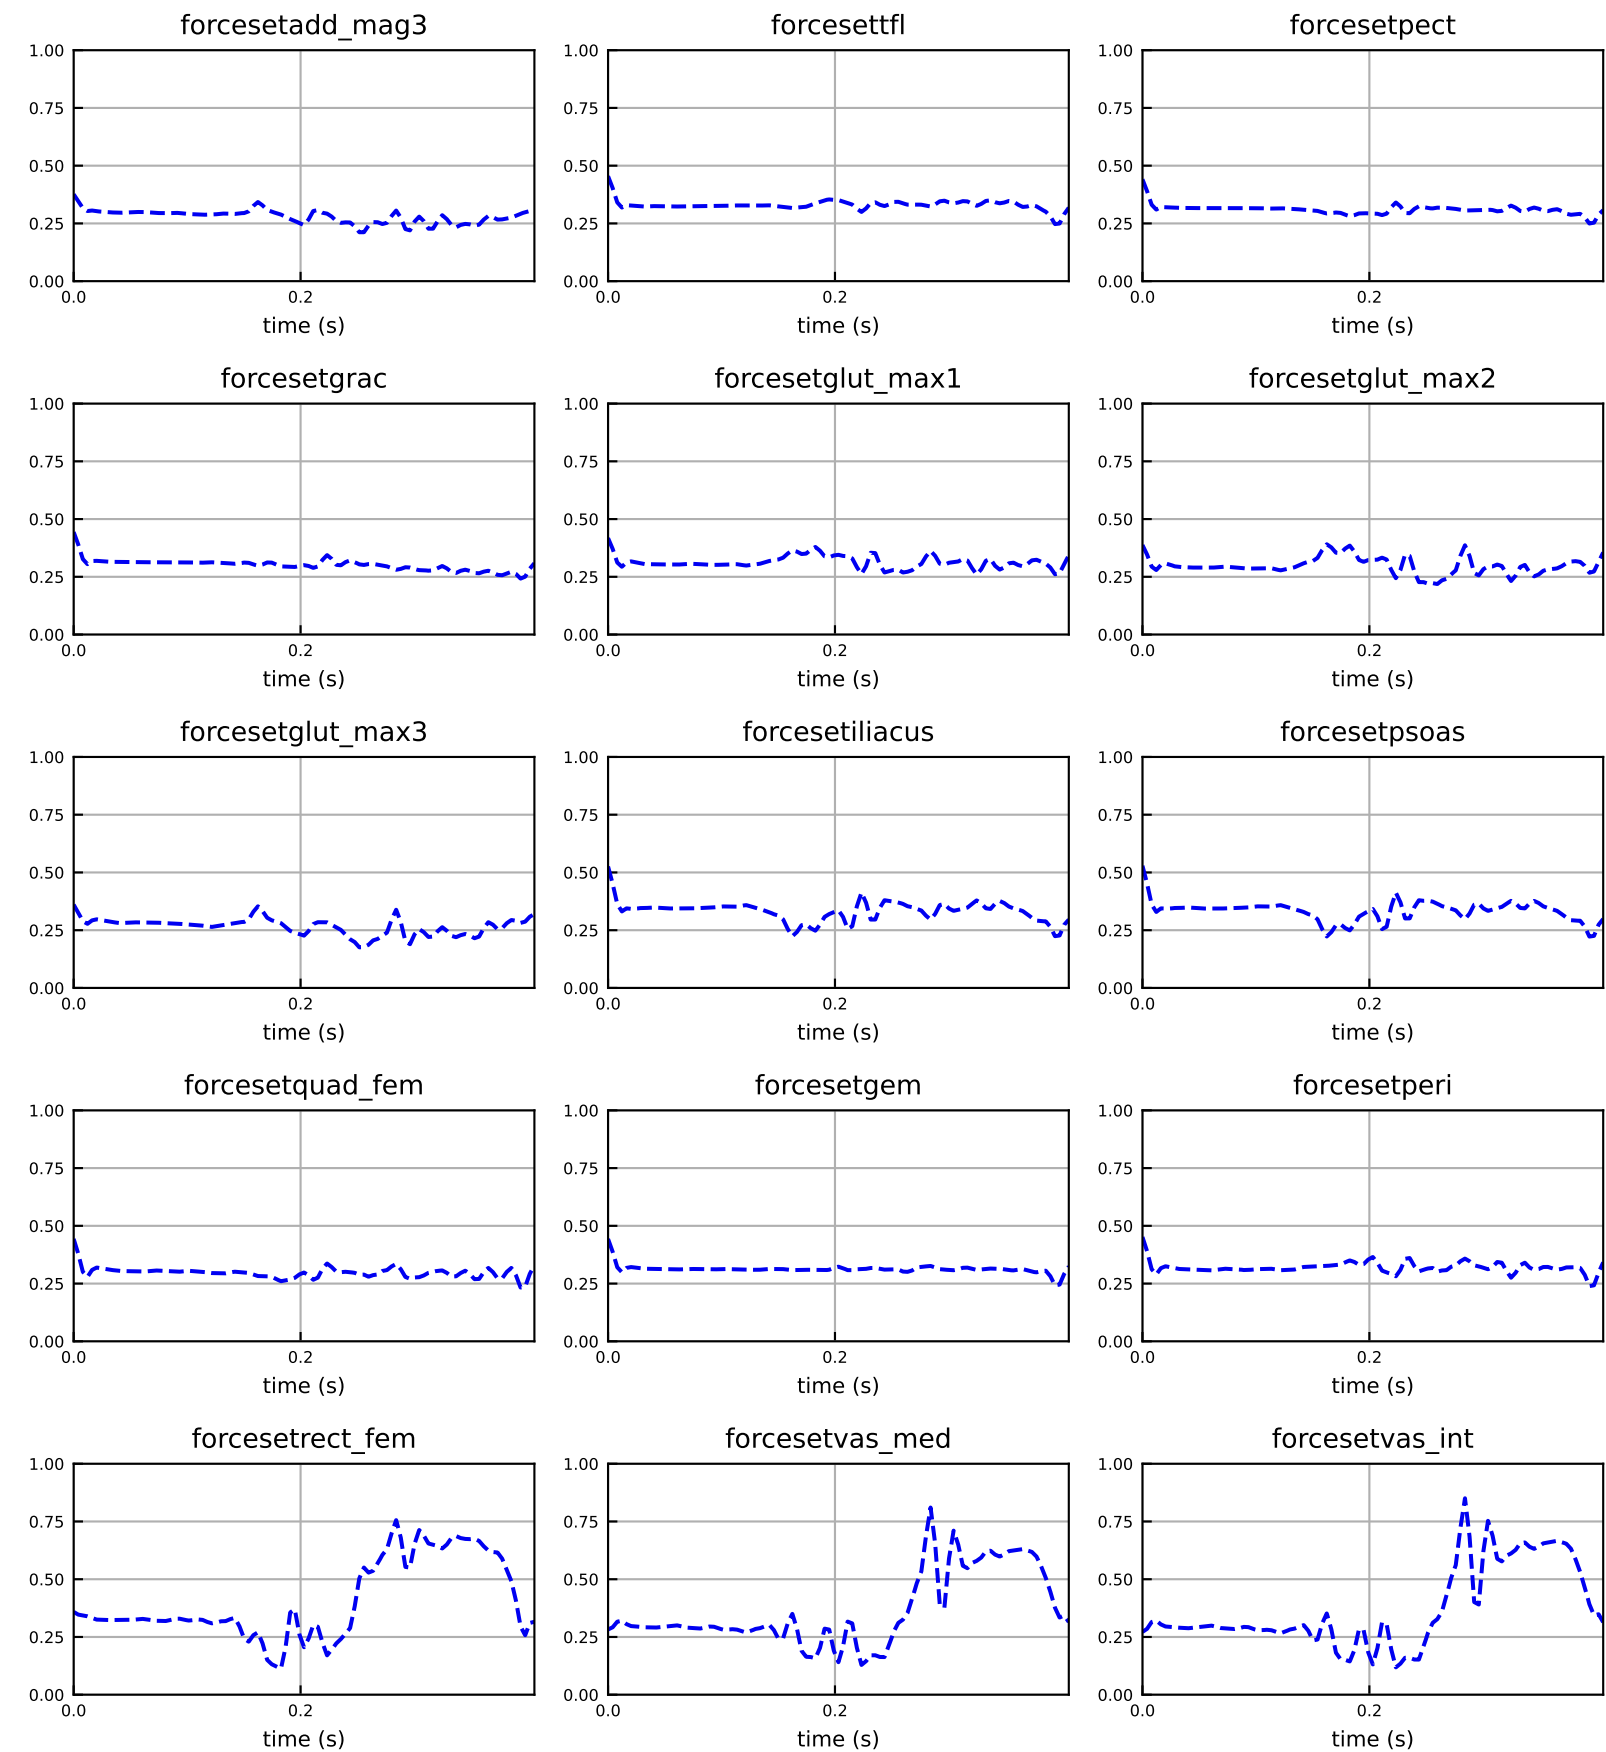 forcesetadd_mag3 forcesettfl forcesetpect
1.00 1.00 1.00
0.75 0.75 0.75
0.50 0.50 0.50
0.25 0.25 0.25
0.00 0.00 0.00
0.0 0.2 0.0 0.2 0.0 0.2
time (s) time (s) time (s)
forcesetgrac forcesetglut_max1 forcesetglut_max2
1.00 1.00 1.00
0.75 0.75 0.75
0.50 0.50 0.50
0.25 0.25 0.25
0.00 0.00 0.00
0.0 0.2 0.0 0.2 0.0 0.2
time (s) time (s) time (s)
forcesetglut_max3 forcesetiliacus forcesetpsoas
1.00 1.00 1.00
0.75 0.75 0.75
0.50 0.50 0.50
0.25 0.25 0.25
0.00 0.00 0.00
0.0 0.2 0.0 0.2 0.0 0.2
time (s) time (s) time (s)
forcesetquad_fem forcesetgem forcesetperi
1.00 1.00 1.00
0.75 0.75 0.75
0.50 0.50 0.50
0.25 0.25 0.25
0.00 0.00 0.00
0.0 0.2 0.0 0.2 0.0 0.2
time (s) time (s) time (s)
forcesetrect_fem forcesetvas_med forcesetvas_int
1.00 1.00 1.00
0.75 0.75 0.75
0.50 0.50 0.50
0.25 0.25 0.25
0.00 0.00 0.00
0.0 0.2 0.0 0.2 0.0 0.2
time (s) time (s) time (s)